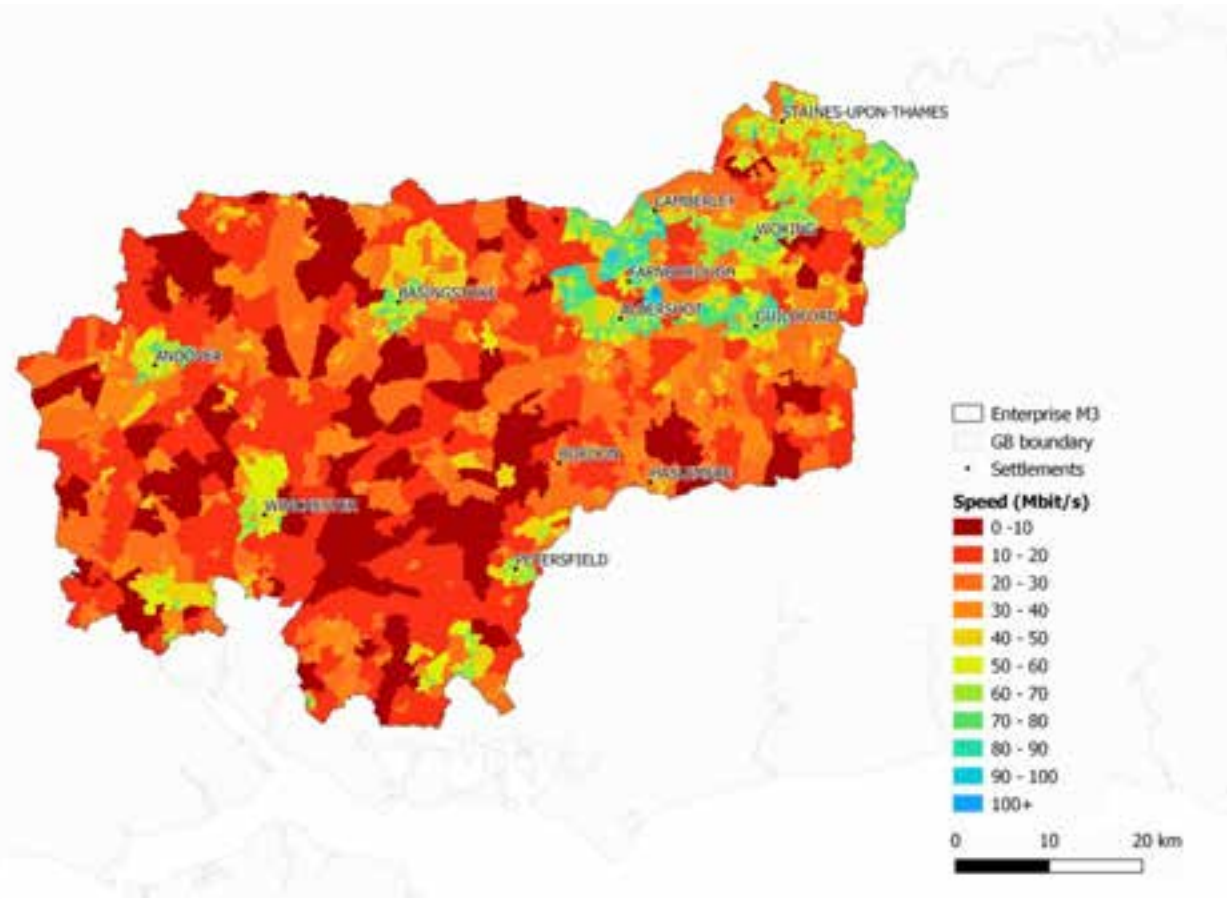 STAINES-UPON-THAMES
CAMBERLEY
WOKING
FARNBOROUGH
BASINGSTOKE
ALDERSHOT
GUILDFORD
ANDOVER
BORDON
HASLEMERE
WINCHESTER
PETERSFIELD
Enterprise M3
GB boundary
Settlements
Speed (Mbit/s)
0 -10
10 - 20
20 - 30
30 - 40
40 - 50
50 - 60
60 - 70
70 - 80
80 - 90
90 - 100
100+
0 10 20 km